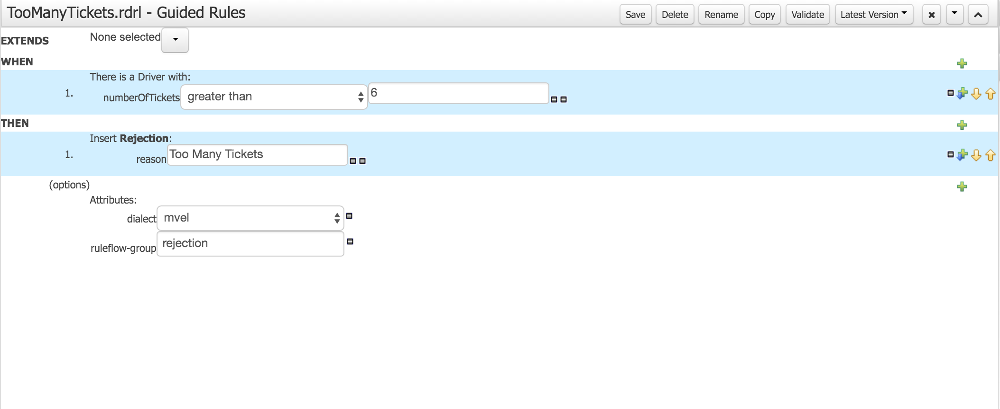 TooManyTickets.rdrl - Guided Rules Save Delete Rename Copy Validate Latest Version
EXTENDS None selected
WHEN
There is a Driver with:
1. numberOfTickets greater than 6
THEN
Insert Rejection:
1. reason Too Many Tickets
(options)
Attributes:
dialect mvel
ruleflow-group rejection